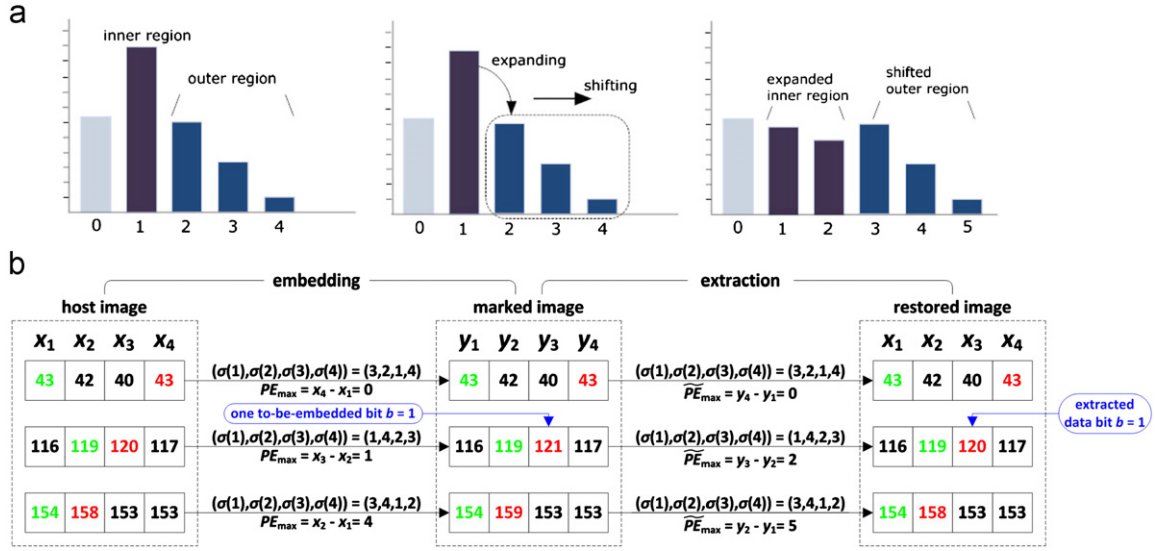 a
inner region
outer region
0 1 2 3 4
expanding
shifting
0 1 2 3 4
expanded
inner region
shifted
outer region
0 1 2 3 4 5
b
embedding
extraction
host image
marked image
restored image
x1 x2 x3 x4
y1 y2 y3 y4
x1 x2 x3 x4
43 42 40 43
(σ(1),σ(2),σ(3),σ(4)) = (3,2,1,4)
PEmax = x4 - x1= 0
43 42 40 43
(σ(1),σ(2),σ(3),σ(4)) = (3,2,1,4)
P͠Emax = y4 - y1= 0
43 42 40 43
one to-be-embedded bit b = 1
extracted
data bit b = 1
116 119 120 117
(σ(1),σ(2),σ(3),σ(4)) = (1,4,2,3)
PEmax = x3 - x2= 1
116 119 121 117
(σ(1),σ(2),σ(3),σ(4)) = (1,4,2,3)
P͠Emax = y3 - y2= 2
116 119 120 117
154 158 153 153
(σ(1),σ(2),σ(3),σ(4)) = (3,4,1,2)
PEmax = x2 - x1= 4
154 159 153 153
(σ(1),σ(2),σ(3),σ(4)) = (3,4,1,2)
P͠Emax = y2 - y1= 5
154 158 153 153